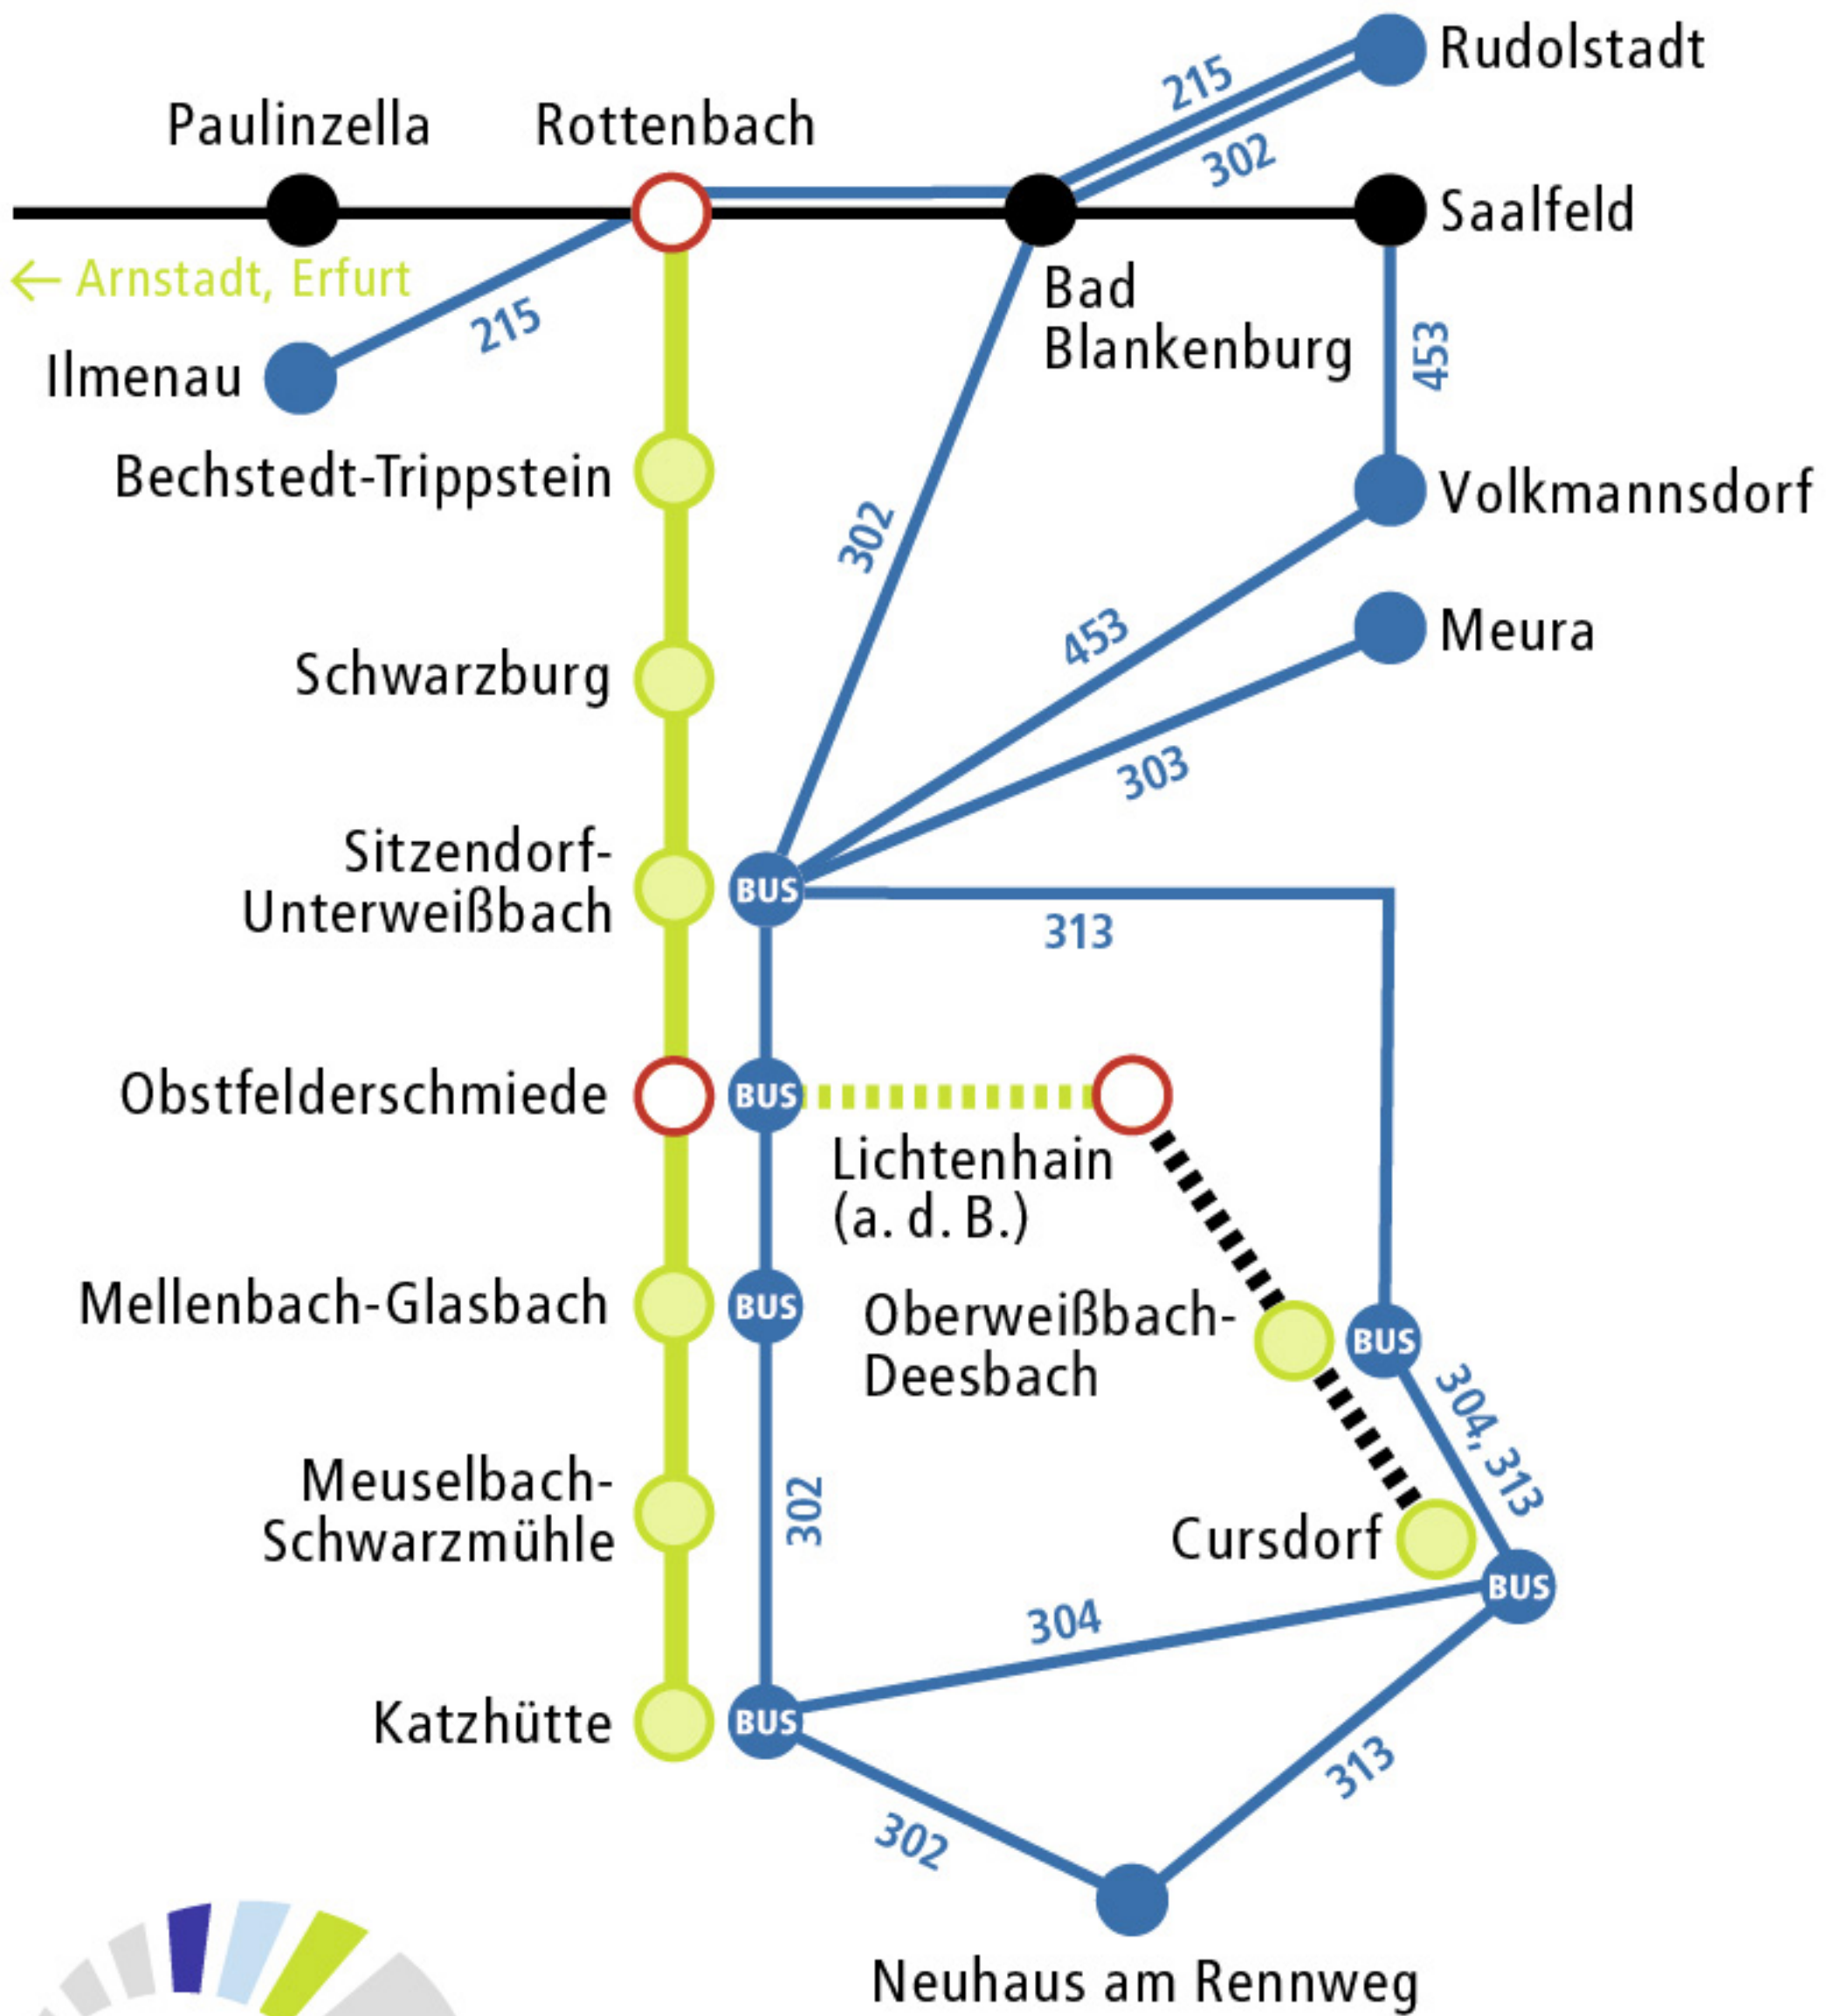 Rudolstadt
215
302
Paulinzella
Rottenbach
Saalfeld
← Arnstadt, Erfurt
Bad
Blankenburg
215
453
Ilmenau
Bechstedt-Trippstein
Volkmannsdorf
302
453
Meura
Schwarzburg
303
Sitzendorf-
Unterweißbach
BUS
313
Obstfelderschmiede
BUS
Lichtenhain
(a. d. B.)
Mellenbach-Glasbach
BUS
Oberweißbach-
Deesbach
BUS
304, 313
Meuselbach-
Schwarzmühle
302
Cursdorf
BUS
304
Katzhütte
BUS
313
302
Neuhaus am Rennweg